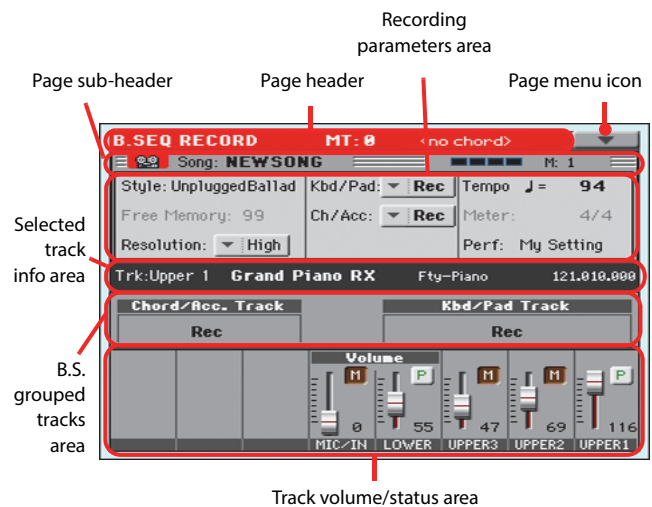 Recording
parameters area
Page sub-header
Page header
Page menu icon
B.SEQ RECORD MT: 0 <no chord>
Song: NEWSONG M: 1
Style: UnpluggedBallad Kbd/Pad: Rec Tempo ♩ = 94
Free Memory: 99 Ch/Acc: Rec Meter: 4/4
Resolution: High Perf: My Setting
Selected
track
info area
Trk:Upper 1 Grand Piano RX Fty-Piano 121.010.000
Chord/Acc. Track Kbd/Pad Track
Rec Rec
B.S.
grouped
tracks
area
Volume
M P M M P
0 55 47 69 116
MIC/IN LOWER UPPER3 UPPER2 UPPER1
Track volume/status area